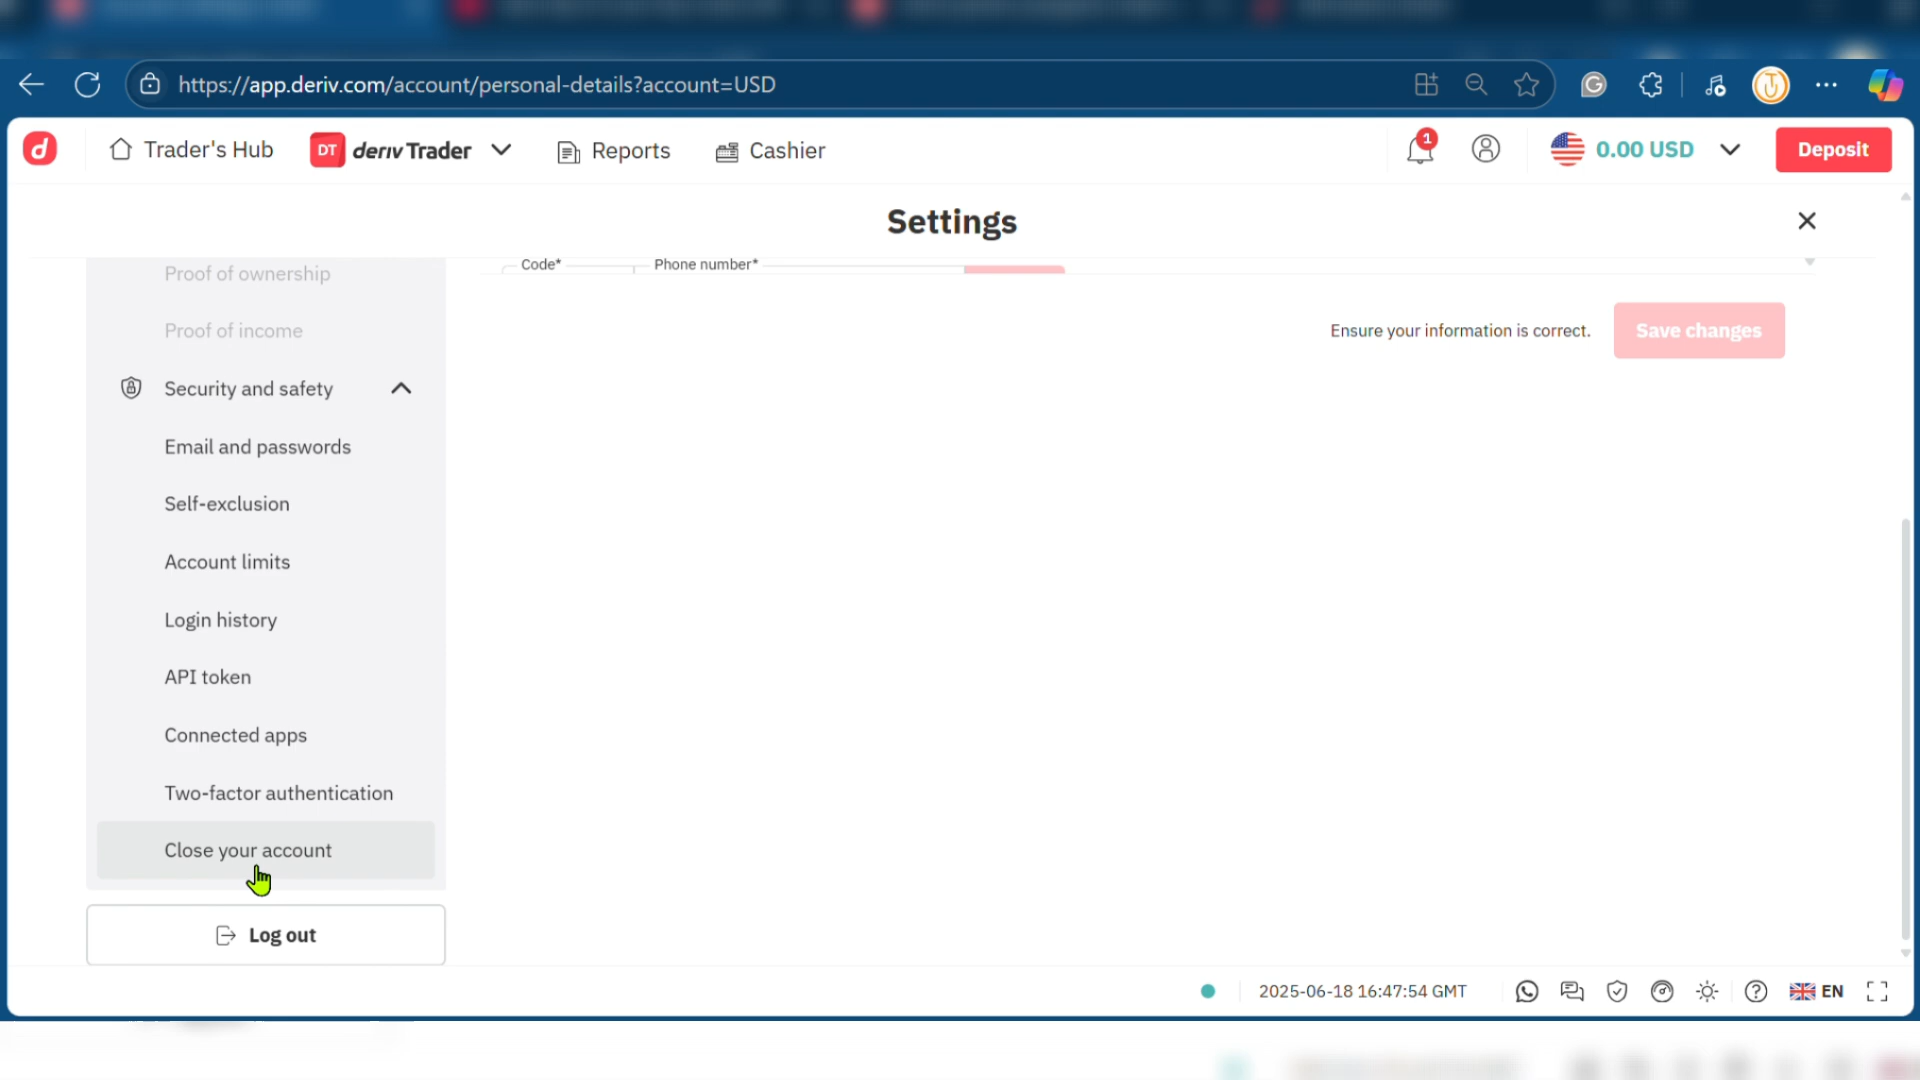 https://app.deriv.com/account/personal-details?account=USD
d Trader's Hub DT deriv Trader Reports Cashier 1 0.00 USD Deposit
Settings
Proof of ownership
Code* Phone number*
Proof of income
Ensure your information is correct. Save changes
Security and safety
Email and passwords
Self-exclusion
Account limits
Login history
API token
Connected apps
Two-factor authentication
Close your account
Log out
2025-06-18 16:47:54 GMT EN